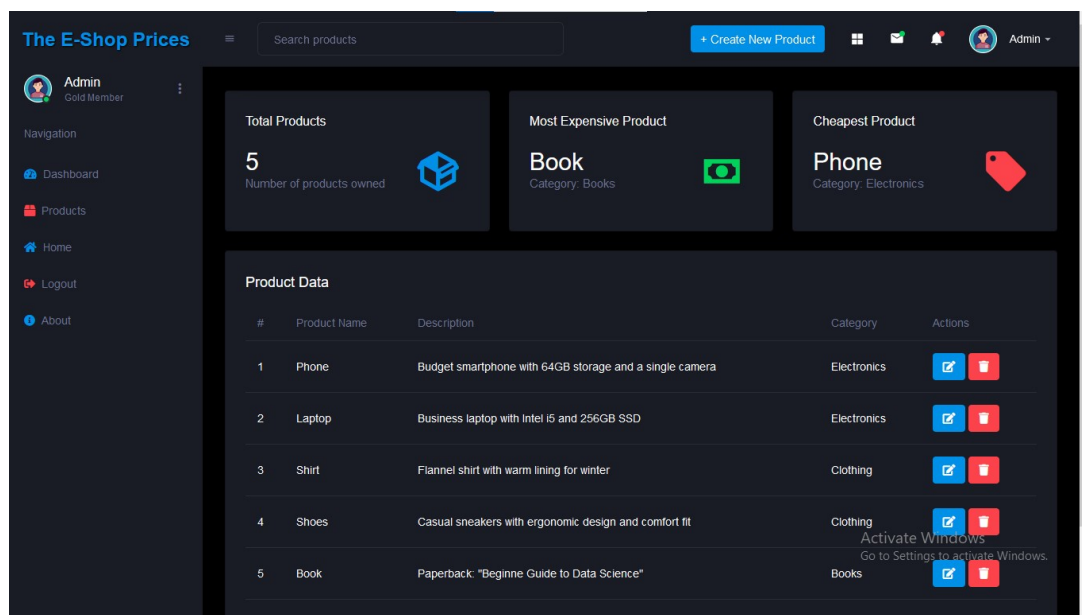 The E-Shop Prices
Search products
+ Create New Product
Admin
Admin
Gold Member
Navigation
Dashboard
Products
Home
Logout
About
Total Products
5
Number of products owned
Most Expensive Product
Book
Category: Books
Cheapest Product
Phone
Category: Electronics
Product Data
# Product Name Description Category Actions
1 Phone Budget smartphone with 64GB storage and a single camera Electronics
2 Laptop Business laptop with Intel i5 and 256GB SSD Electronics
3 Shirt Flannel shirt with warm lining for winter Clothing
4 Shoes Casual sneakers with ergonomic design and comfort fit Clothing
Activate Windows
Go to Settings to activate Windows.
5 Book Paperback: "Beginne Guide to Data Science" Books